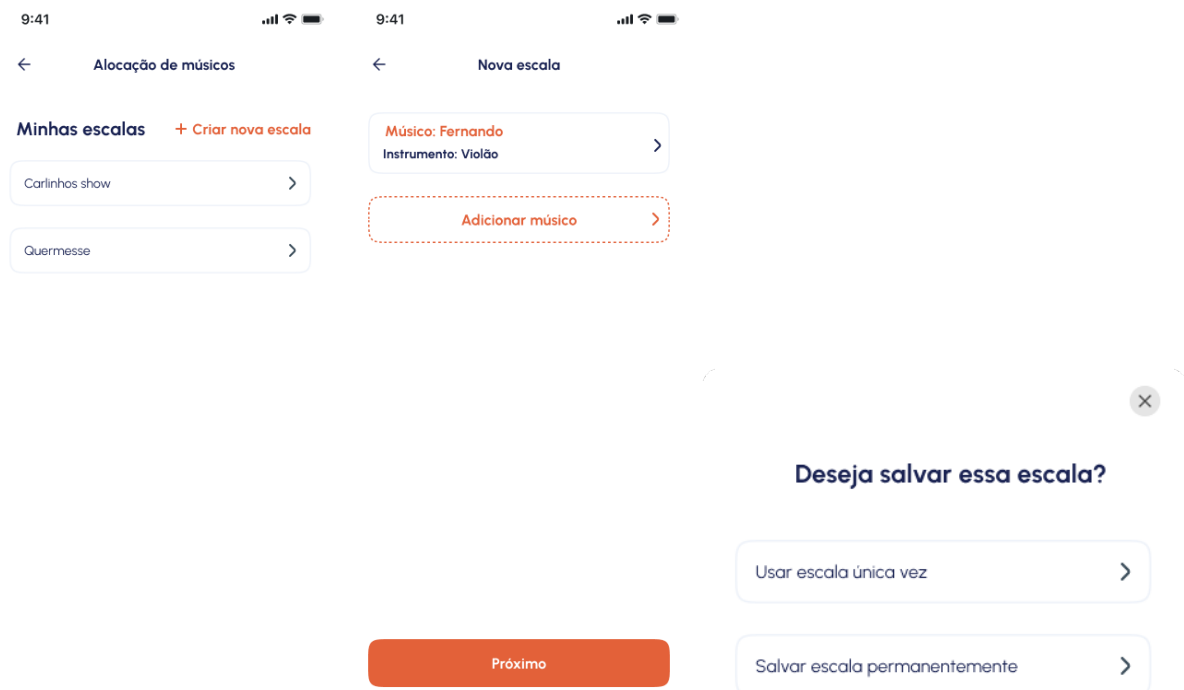 9:41
Alocação de músicos
Minhas escalas
+ Criar nova escala
Carlinhos show
Quermesse
9:41
Nova escala
Músico: Fernando
Instrumento: Violão
Adicionar músico
Próximo
Deseja salvar essa escala?
Usar escala única vez
Salvar escala permanentemente